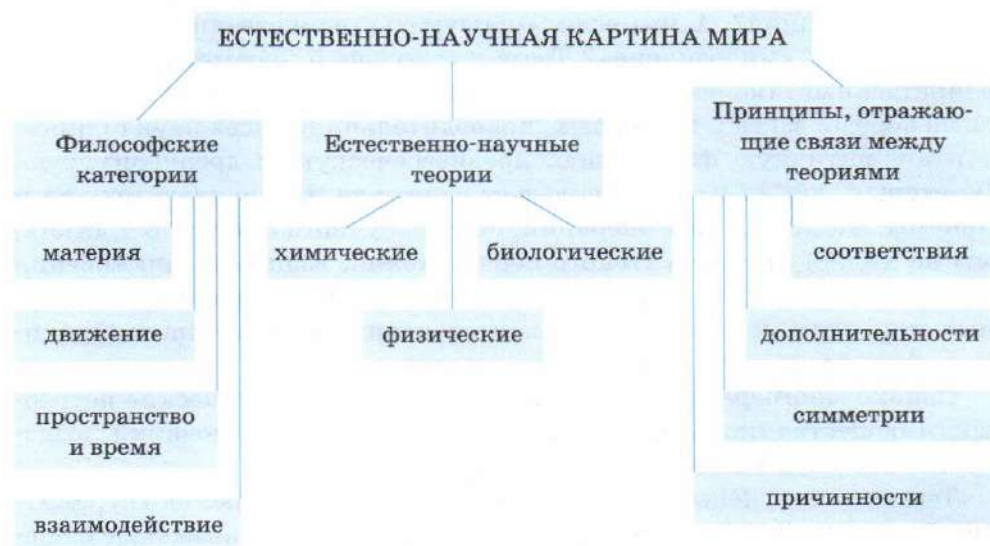 ЕСТЕСТВЕННО-НАУЧНАЯ КАРТИНА МИРА
Философские
категории
материя
движение
пространство
и время
взаимодействие
Естественно-научные
теории
химические
биологические
физические
Принципы, отражаю-
щие связи между
теориями
соответствия
дополнительности
симметрии
причинности